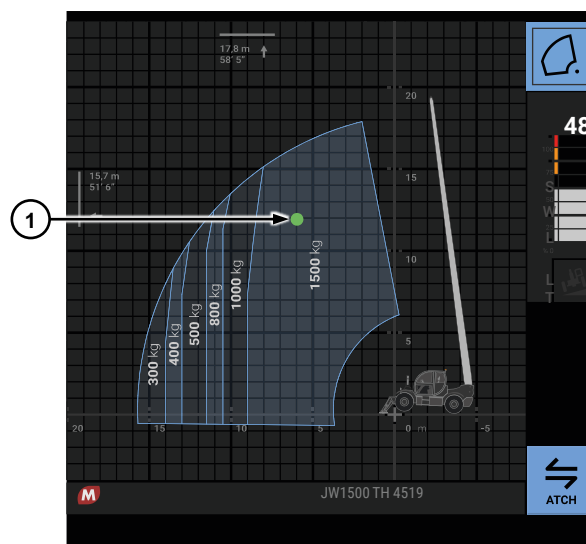 17,8 m
58' 5"
48
20
15,7 m
51' 6"
15
1
S
W
L
10
300 kg
400 kg
500 kg
800 kg
1000 kg
1500 kg
L
T
5
20
15
10
5
0 m
-5
M
JW1500 TH 4519
ATCH